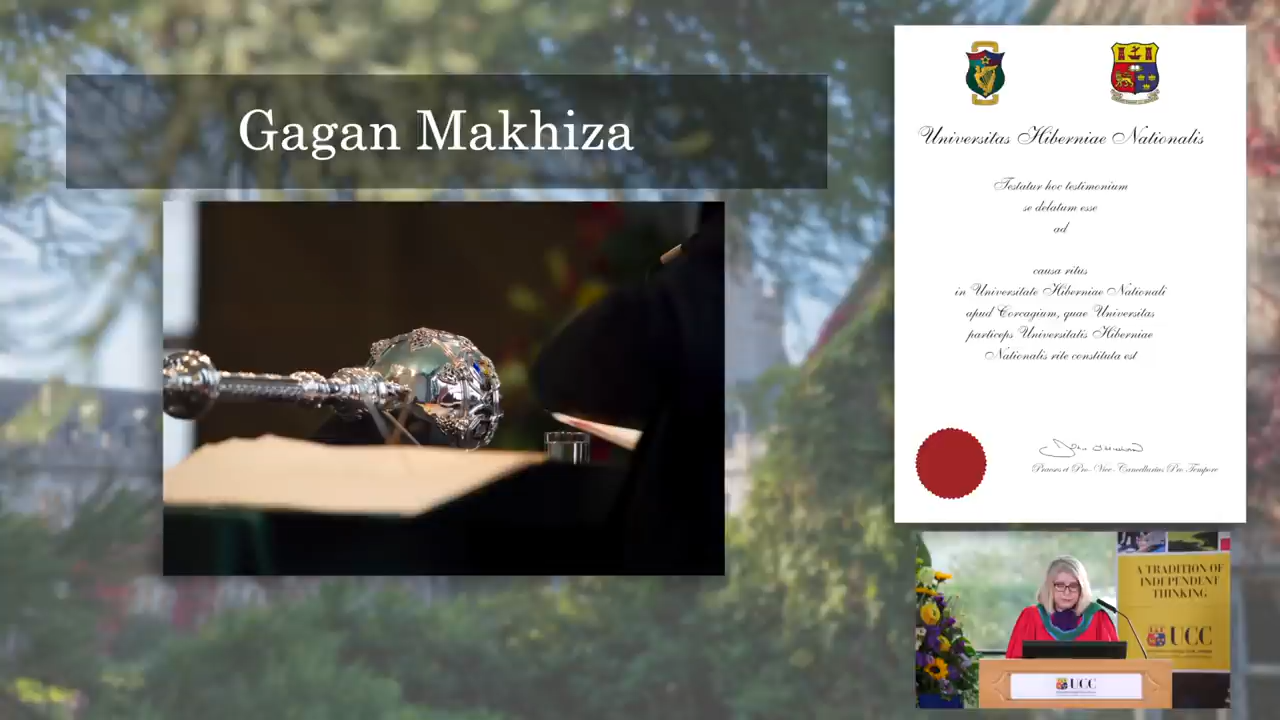 Gagan Makhiza
Universitas Hiberniae Nationalis
Testatur hoc testimonium
se delatum esse
ad
causa ritus
in Universitate Hiberniae Nationali
apud Corcagium, quae Universitas
particeps Universitatis Hiberniae
Nationalis rite constituta est
Praeses et Pro-Vice-Cancellarius Pro Tempore
A TRADITION OF
INDEPENDENT
THINKING
UCC
UCC